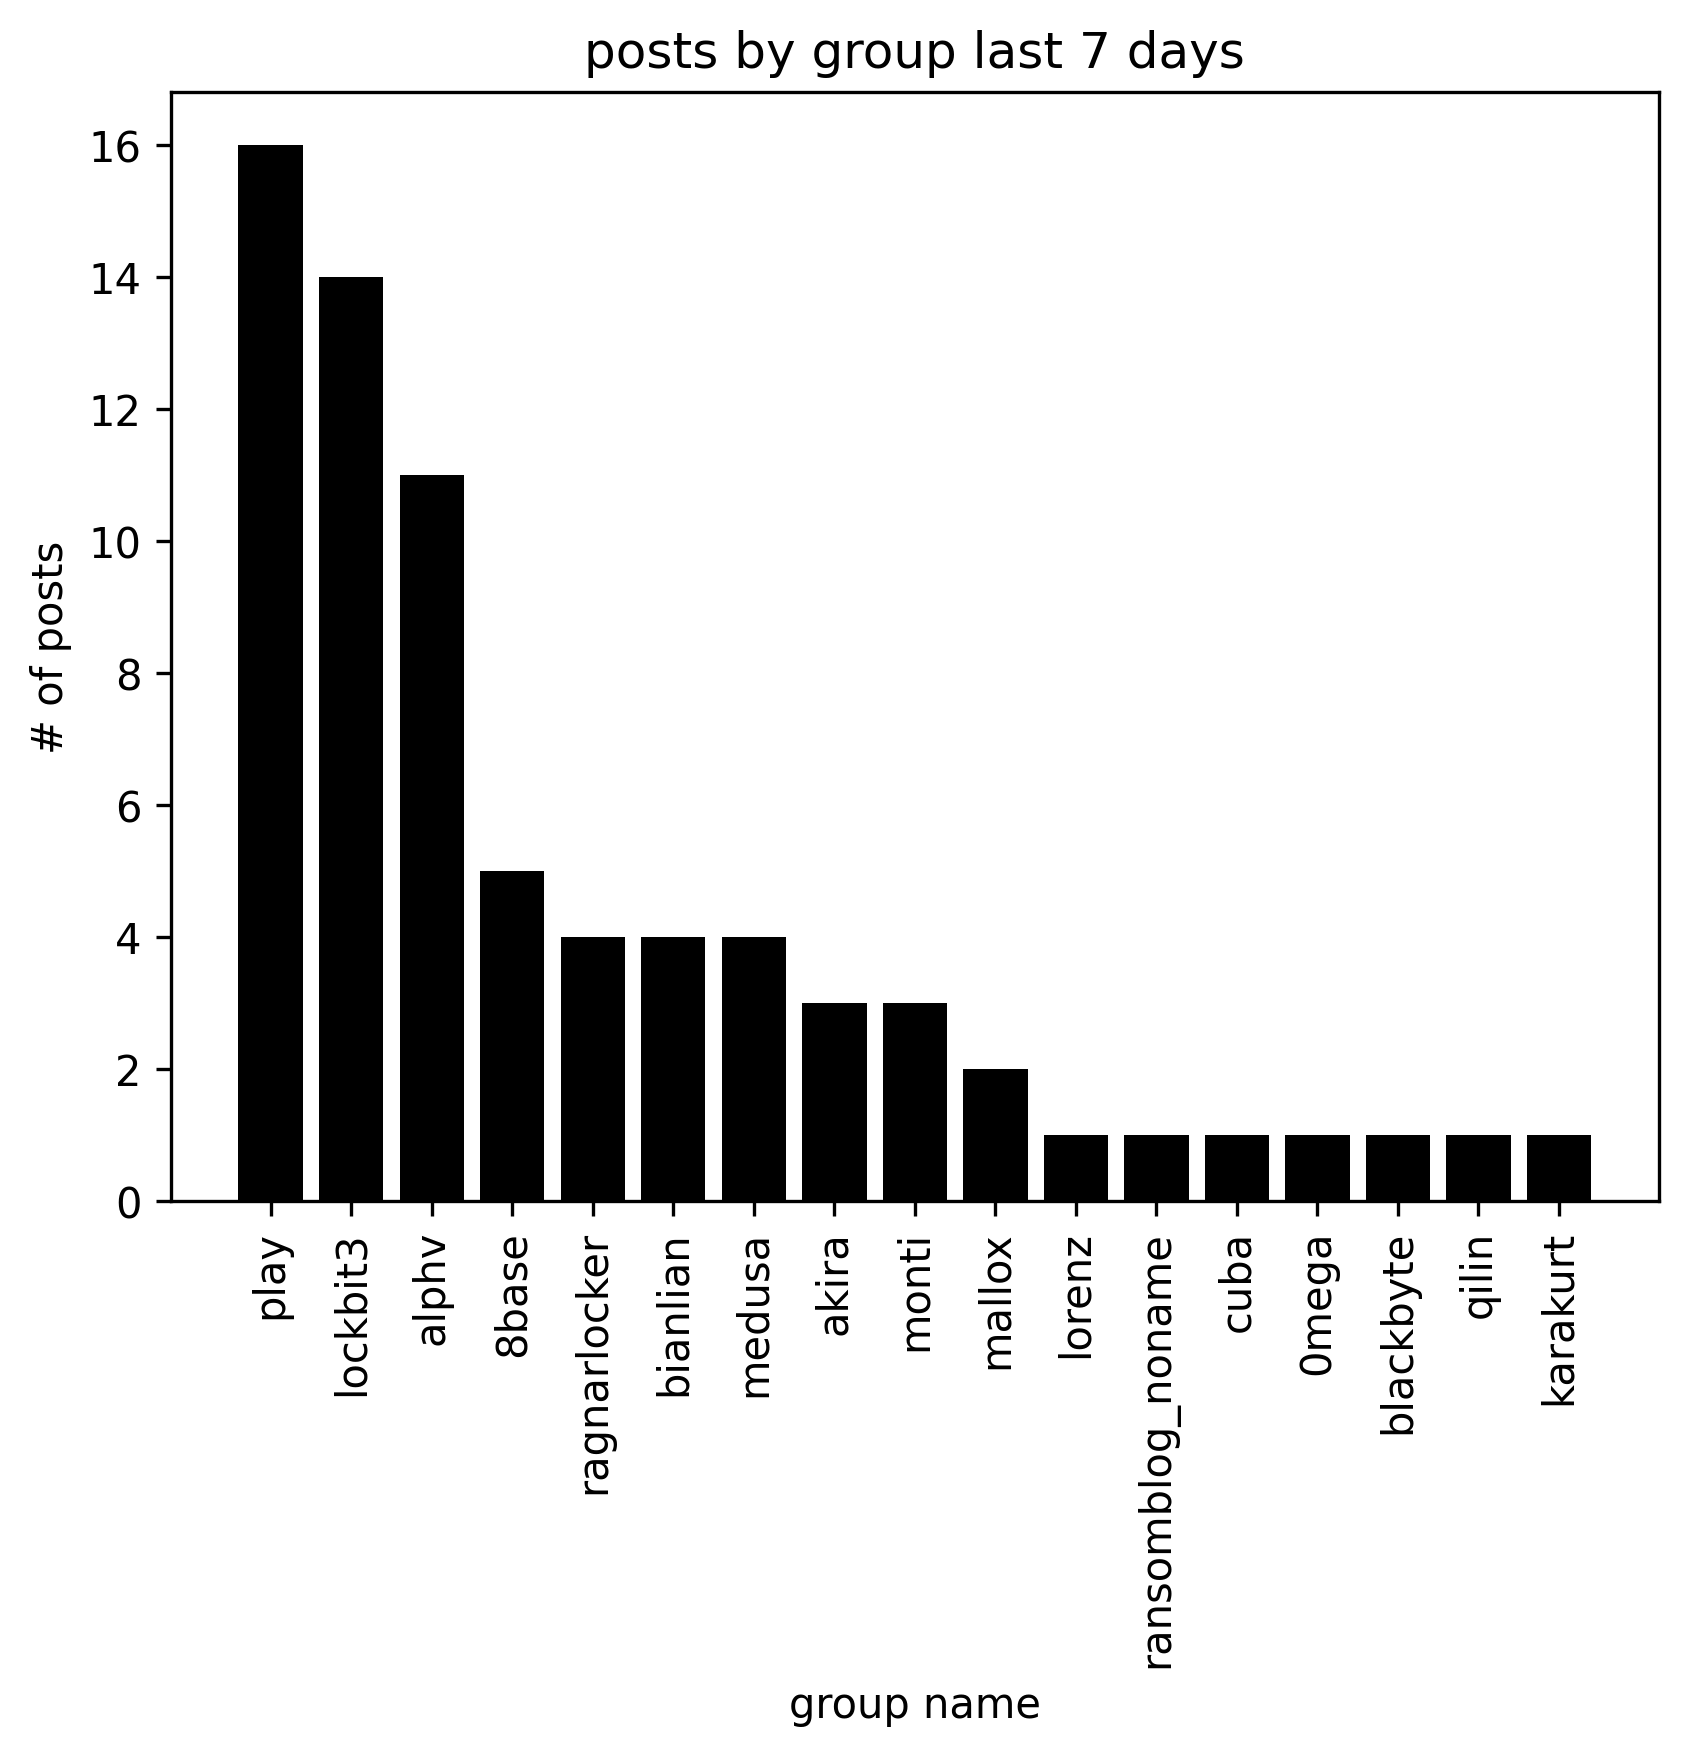 posts by group last 7 days
# of posts
16
14
12
10
8
6
4
2
0
play
lockbit3
alphv
8base
ragnarlocker
bianlian
medusa
akira
monti
mallox
lorenz
ransomblog_noname
cuba
0mega
blackbyte
qilin
karakurt
group name